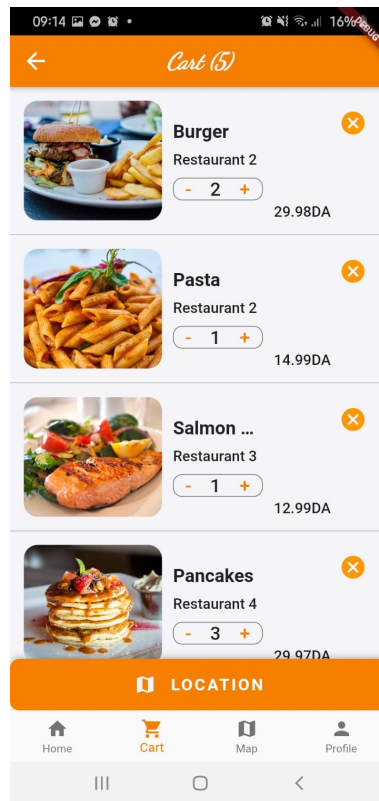 09:14
16%
DEBUG
Cart (5)
Burger
Restaurant 2
- 2 +
29.98DA
Pasta
Restaurant 2
- 1 +
14.99DA
Salmon ...
Restaurant 3
- 1 +
12.99DA
Pancakes
Restaurant 4
- 3 +
29.97DA
LOCATION
Home
Cart
Map
Profile